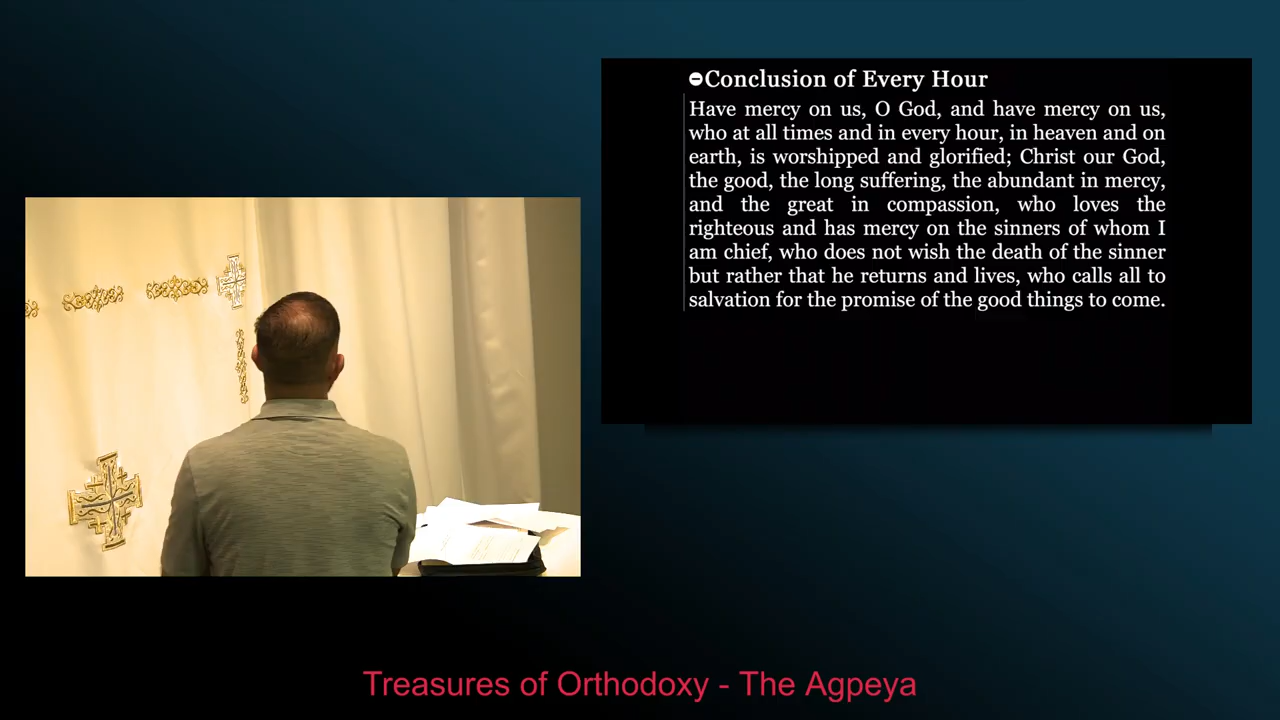 Conclusion of Every Hour
Have mercy on us, O God, and have mercy on us,
who at all times and in every hour, in heaven and on
earth, is worshipped and glorified; Christ our God,
the good, the long suffering, the abundant in mercy,
and the great in compassion, who loves the
righteous and has mercy on the sinners of whom I
am chief, who does not wish the death of the sinner
but rather that he returns and lives, who calls all to
salvation for the promise of the good things to come.
Treasures of Orthodoxy - The Agpeya